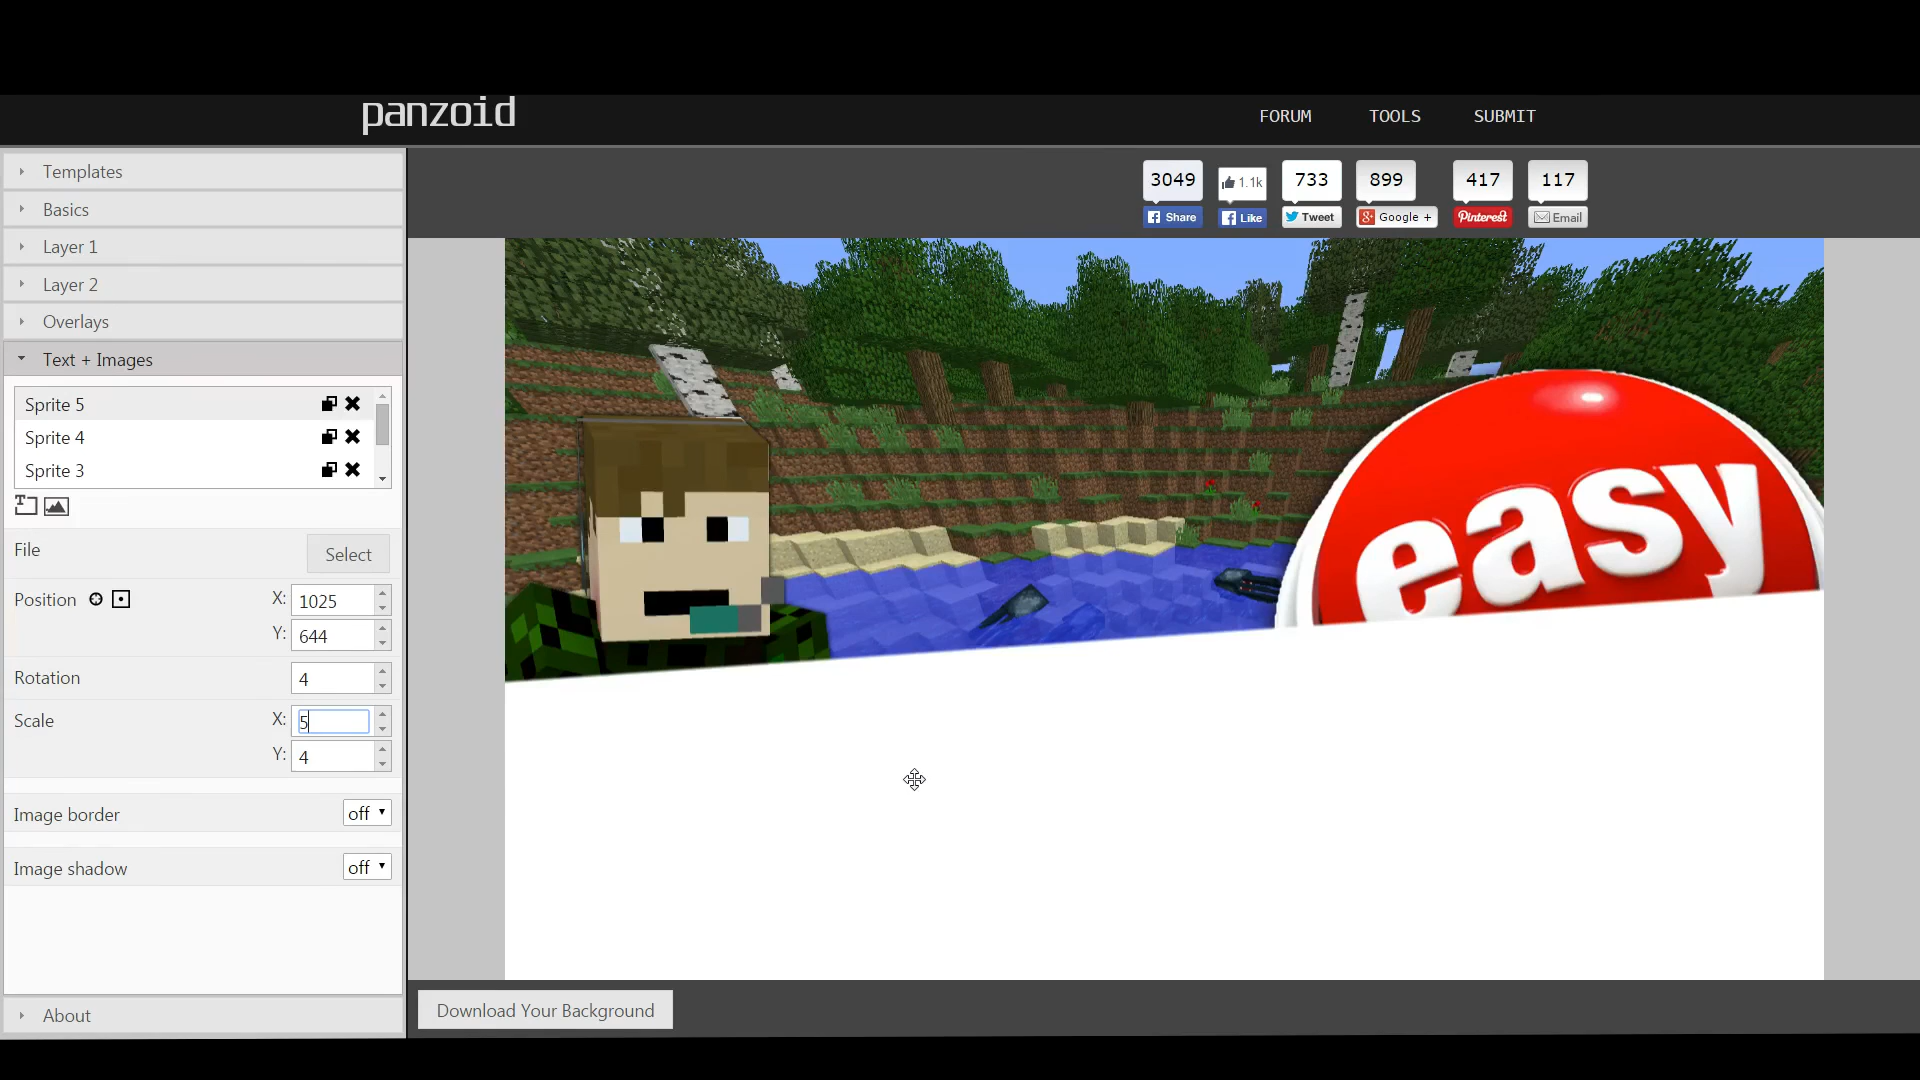 panzoid
FORUM TOOLS SUBMIT
3049 1.1k 733 899 417 117
Share Like Tweet Google + Pinterest Email
Templates
Basics
Layer 1
Layer 2
Overlays
Text + Images
Sprite 5
Sprite 4
Sprite 3
File Select
Position X: 1025
Y: 644
Rotation 4
Scale X: 5
Y: 4
Image border off
Image shadow off
About
easy
Download Your Background